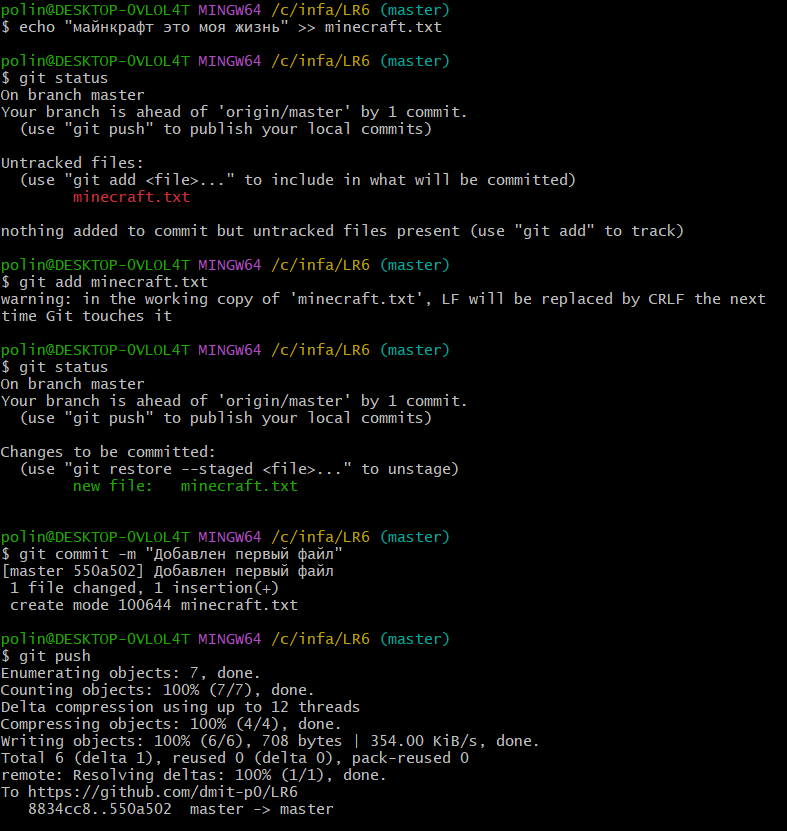 polin@DESKTOP-OVLOL4T MINGW64 /c/infa/LR6 (master)
$ echo "майнкрафт это моя жизнь" >> minecraft.txt
polin@DESKTOP-OVLOL4T MINGW64 /c/infa/LR6 (master)
$ git status
On branch master
Your branch is ahead of 'origin/master' by 1 commit.
  (use "git push" to publish your local commits)
Untracked files:
  (use "git add <file>..." to include in what will be committed)
        minecraft.txt
nothing added to commit but untracked files present (use "git add" to track)
polin@DESKTOP-OVLOL4T MINGW64 /c/infa/LR6 (master)
$ git add minecraft.txt
warning: in the working copy of 'minecraft.txt', LF will be replaced by CRLF the next
time Git touches it
polin@DESKTOP-OVLOL4T MINGW64 /c/infa/LR6 (master)
$ git status
On branch master
Your branch is ahead of 'origin/master' by 1 commit.
  (use "git push" to publish your local commits)
Changes to be committed:
  (use "git restore --staged <file>..." to unstage)
        new file:   minecraft.txt
polin@DESKTOP-OVLOL4T MINGW64 /c/infa/LR6 (master)
$ git commit -m "Добавлен первый файл"
[master 550a502] Добавлен первый файл
 1 file changed, 1 insertion(+)
 create mode 100644 minecraft.txt
polin@DESKTOP-OVLOL4T MINGW64 /c/infa/LR6 (master)
$ git push
Enumerating objects: 7, done.
Counting objects: 100% (7/7), done.
Delta compression using up to 12 threads
Compressing objects: 100% (4/4), done.
Writing objects: 100% (6/6), 708 bytes | 354.00 KiB/s, done.
Total 6 (delta 1), reused 0 (delta 0), pack-reused 0
remote: Resolving deltas: 100% (1/1), done.
To https://github.com/dmit-p0/LR6
   8834cc8..550a502  master -> master